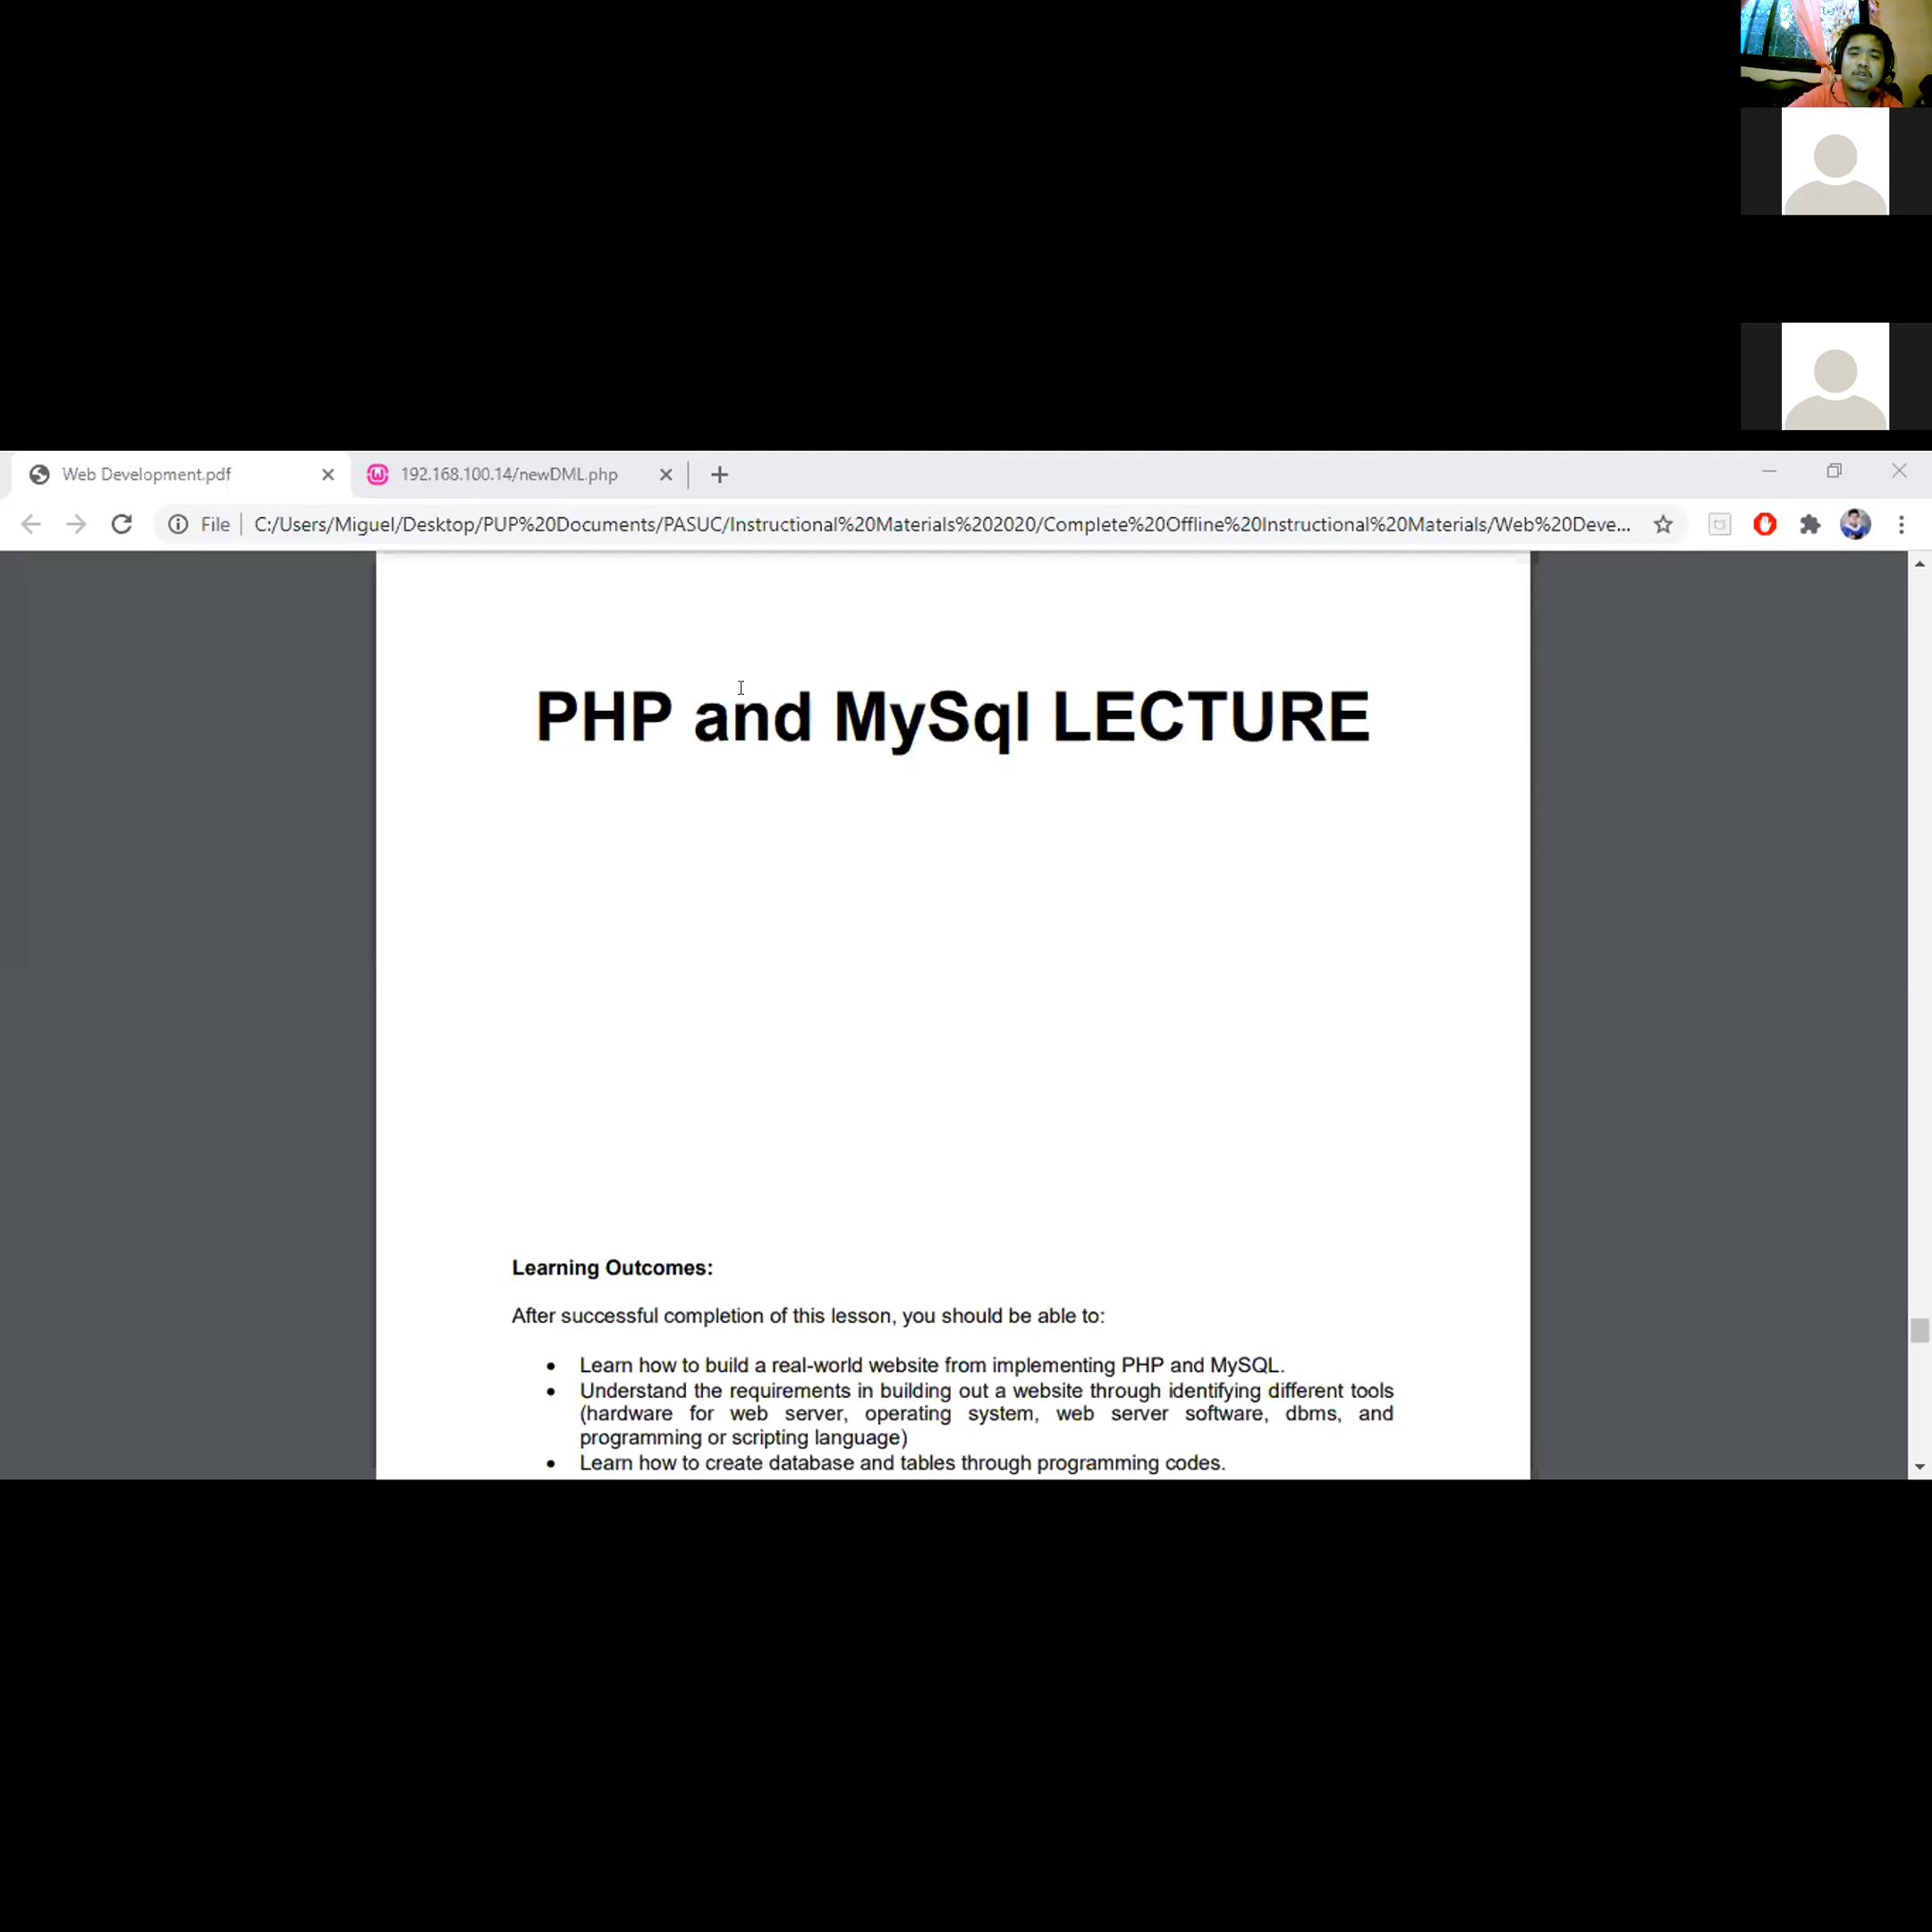 Web Development.pdf
192.168.100.14/newDML.php
File
C:/Users/Miguel/Desktop/PUP%20Documents/PASUC/Instructional%20Materials%202020/Complete%20Offline%20Instructional%20Materials/Web%20Deve...
PHP and MySql LECTURE
Learning Outcomes:
After successful completion of this lesson, you should be able to:
• Learn how to build a real-world website from implementing PHP and MySQL.
• Understand the requirements in building out a website through identifying different tools
(hardware for web server, operating system, web server software, dbms, and
programming or scripting language)
• Learn how to create database and tables through programming codes.